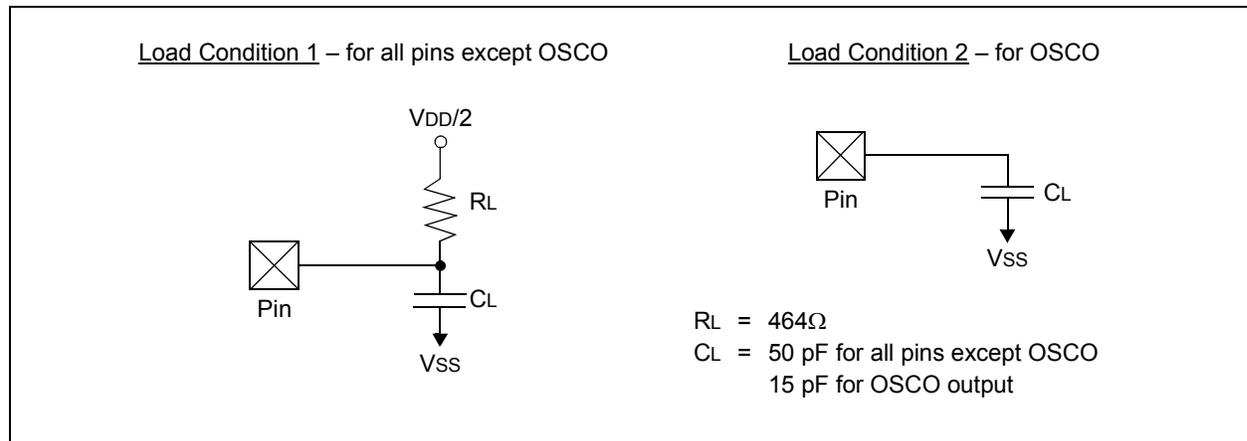 Load Condition 1 – for all pins except OSCO
VDD/2
RL
Pin
CL
VSS
Load Condition 2 – for OSCO
Pin
CL
VSS
RL = 464Ω
CL = 50 pF for all pins except OSCO
15 pF for OSCO output